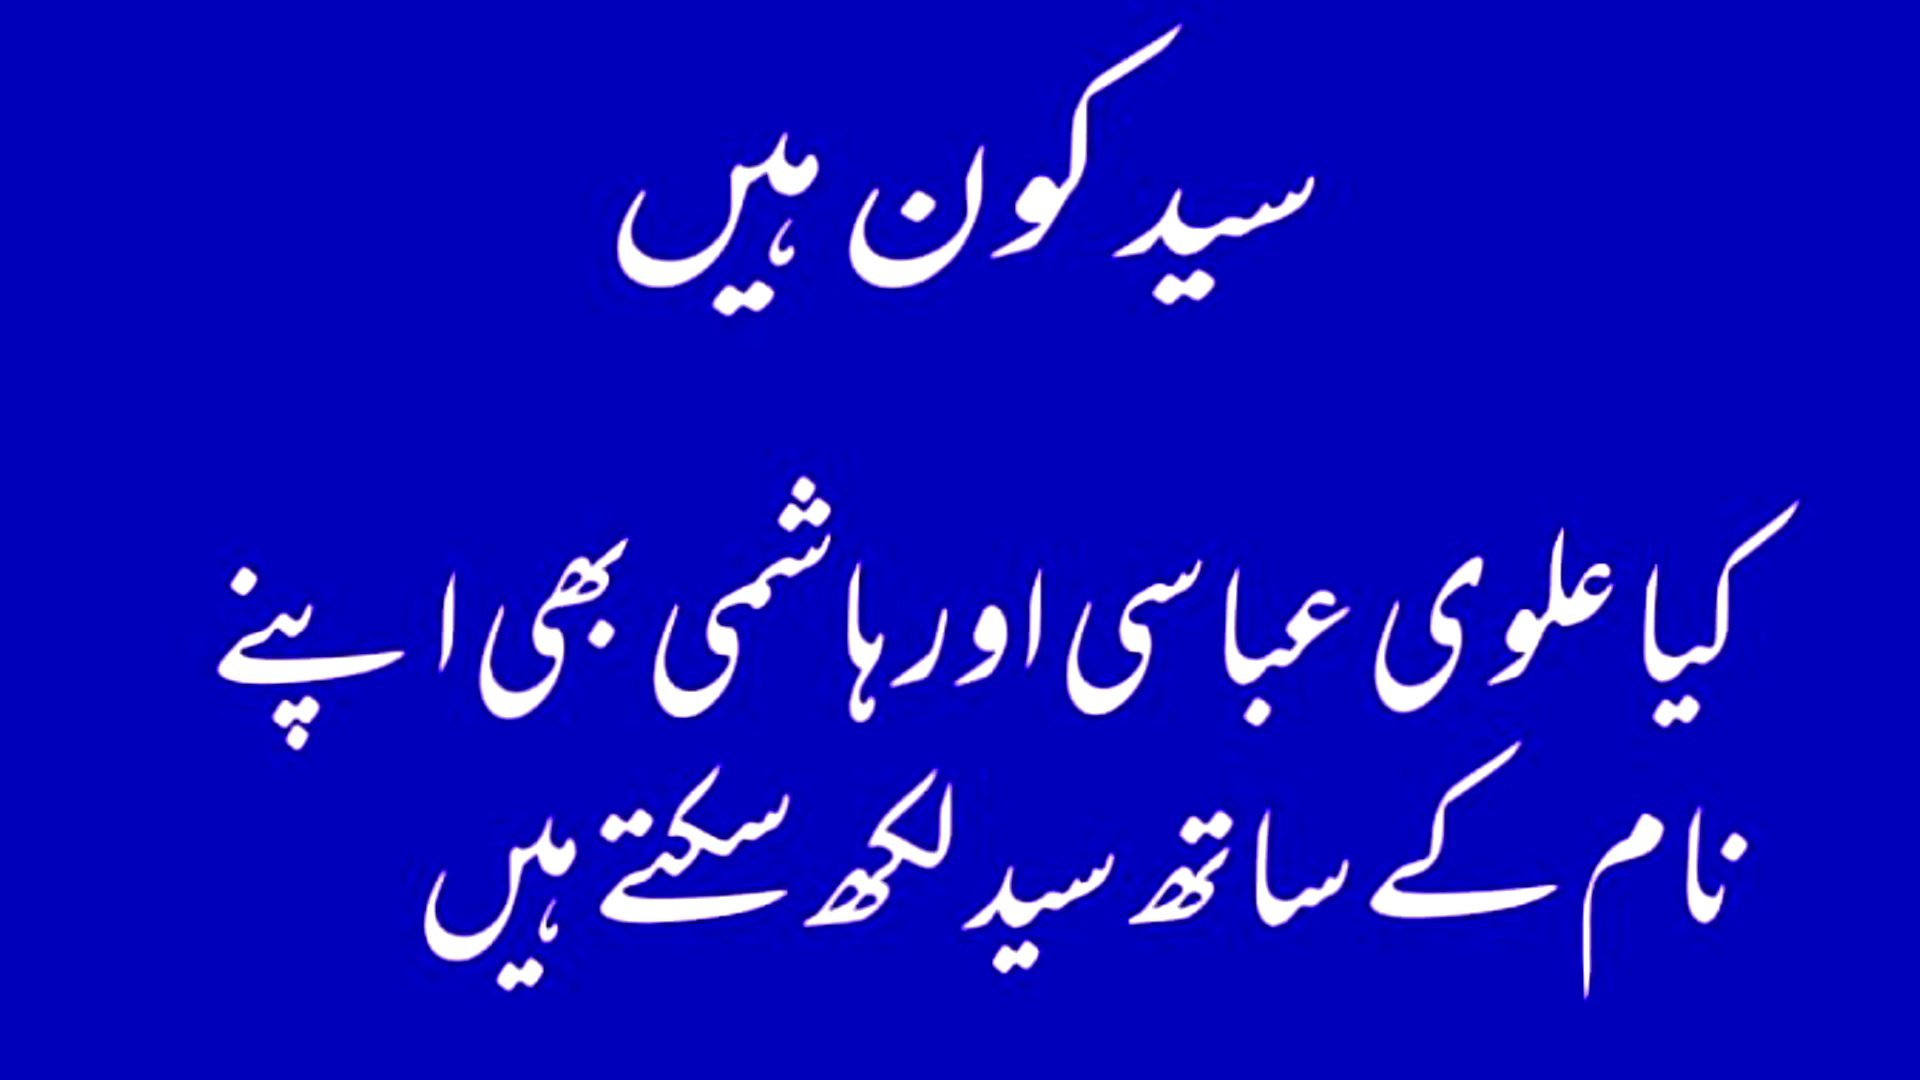 سید کون ہیں
کیا علوی عباسی اور ہاشمی بھی اپنے
نام کے ساتھ سید لکھ سکتے ہیں